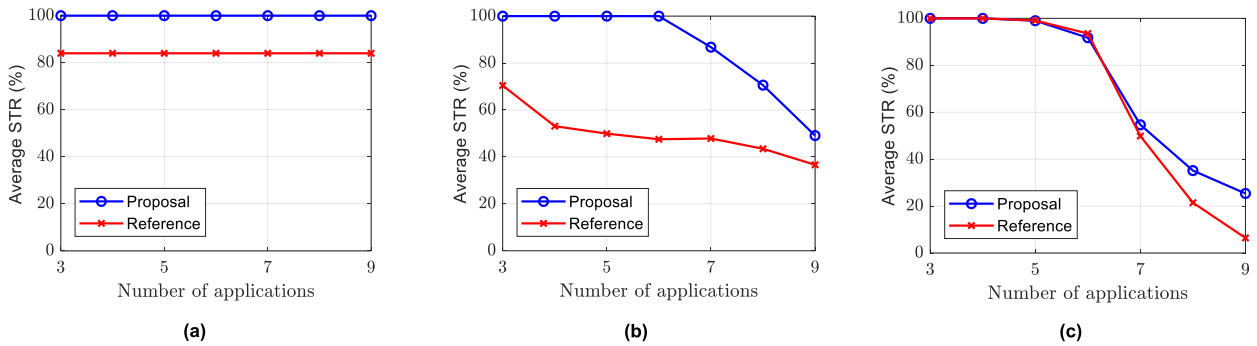 100
80
60
40
20
0
Average STR (%)
Proposal
Reference
3 5 7 9
Number of applications
(a)
100
80
60
40
20
0
Average STR (%)
Proposal
Reference
3 5 7 9
Number of applications
(b)
100
80
60
40
20
0
Average STR (%)
Proposal
Reference
3 5 7 9
Number of applications
(c)